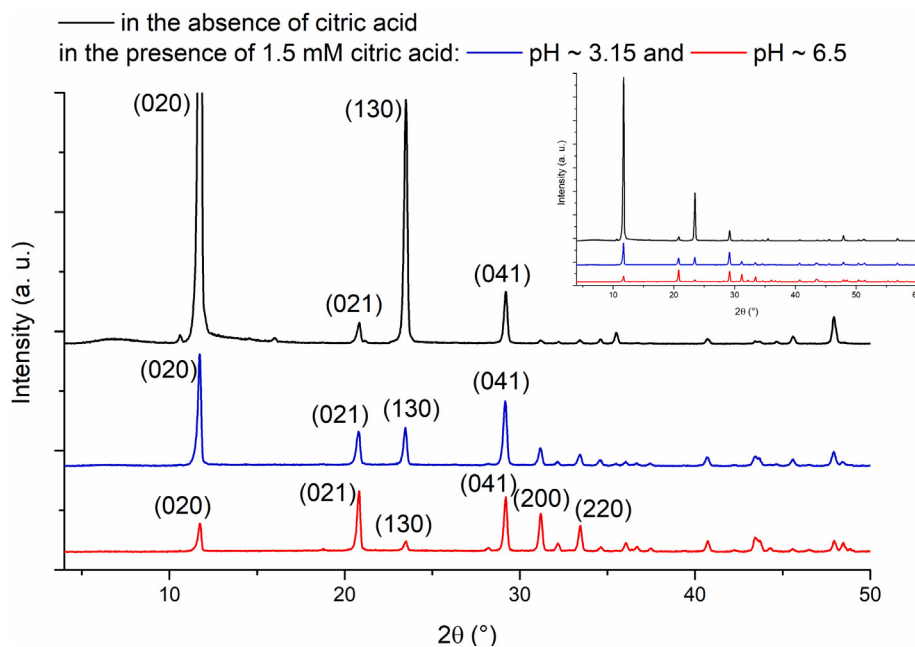 in the absence of citric acid
in the presence of 1.5 mM citric acid: pH ~ 3.15 and pH ~ 6.5
(020)
(130)
(021)
(041)
(020)
(021)
(130)
(041)
(020)
(021)
(130)
(041)
(200)
(220)
Intensity (a. u.)
10 20 30 40 50
2θ (°)
Intensity (a. u.)
10 20 30 40 50 60
2θ (°)